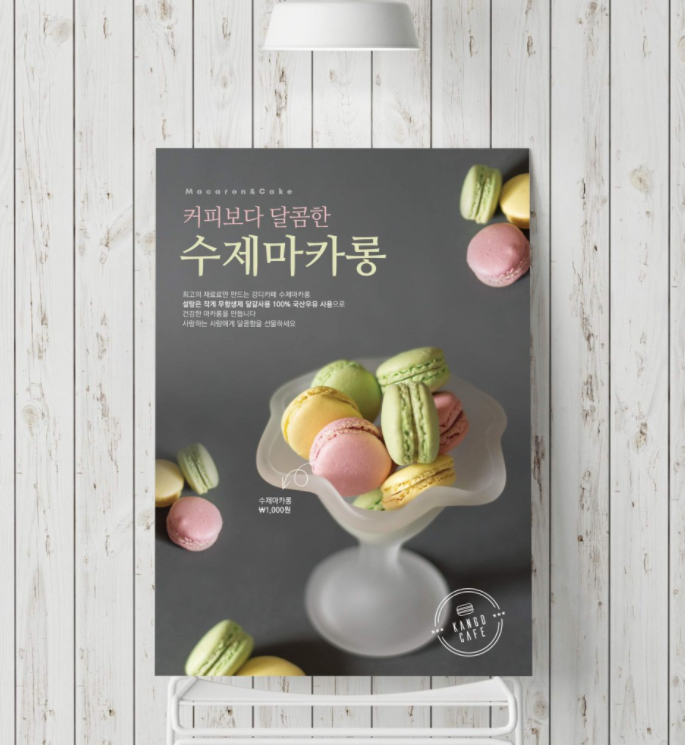 Macaron&Cake
커피보다 달콤한
수제마카롱
최고의 재료로만 만드는 강디카페 수제마카롱
설탕은 적게 무항생제 달걀사용 100% 국산우유 사용으로
건강한 마카롱을 만듭니다
사랑하는 사람에게 달콤함을 선물하세요
수제마카롱
₩1,000원
KANGD
CAFE